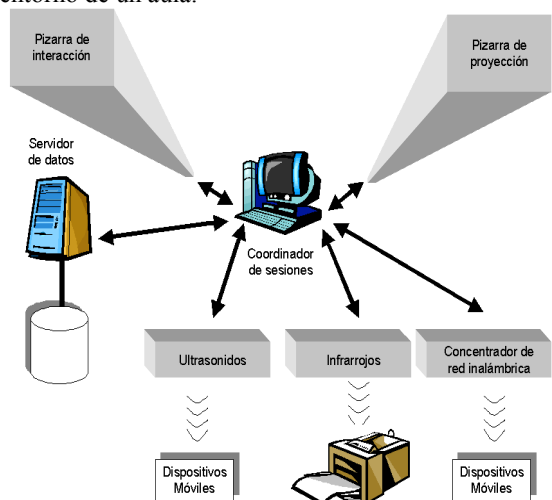 entorno de un aula.
Pizarra de
interacción
Pizarra de
proyección
Servidor
de datos
Coordinador
de sesiones
Ultrasonidos
Infrarrojos
Concentrador de
red inalámbrica
Dispositivos
Móviles
Dispositivos
Móviles